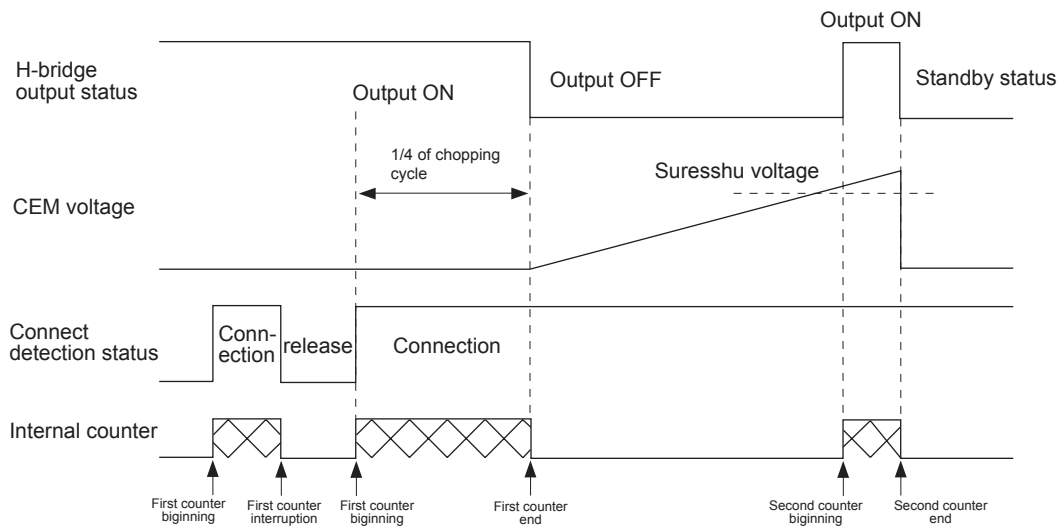 Output ON
H-bridge
output status
Output OFF
Standby status
Output ON
1/4 of chopping
cycle
Suresshu voltage
CEM voltage
Connect
detection status
Conn-
ection
release
Connection
Internal counter
First counter
biginning
First counter
interruption
First counter
biginning
First counter
end
Second counter
biginning
Second counter
end